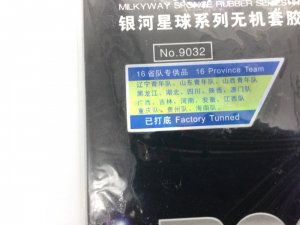 MILKYWAY SPONGE RUBBER SERIES
银河星球系列无机套胶
No.9032
16 省队专供品 16 Province Team
辽宁青年队、山东青年队、山西青年队
黑龙江、湖北、四川、陕西、澳门队
广西、吉林、河南、安徽、江西队
重庆队、贵州队、海南队
已打底 Factory Tunned